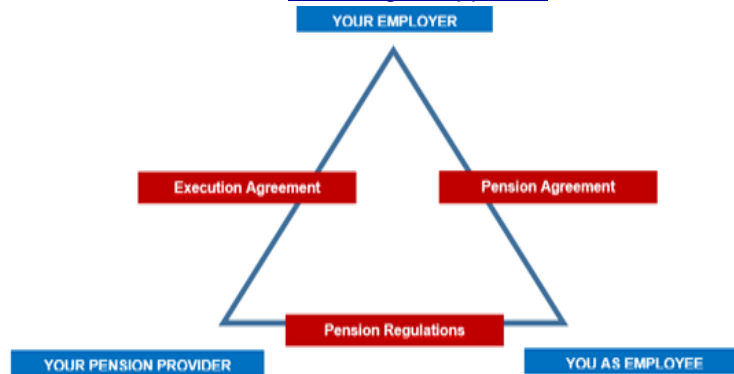 YOUR EMPLOYER
Execution Agreement
Pension Agreement
Pension Regulations
YOUR PENSION PROVIDER
YOU AS EMPLOYEE